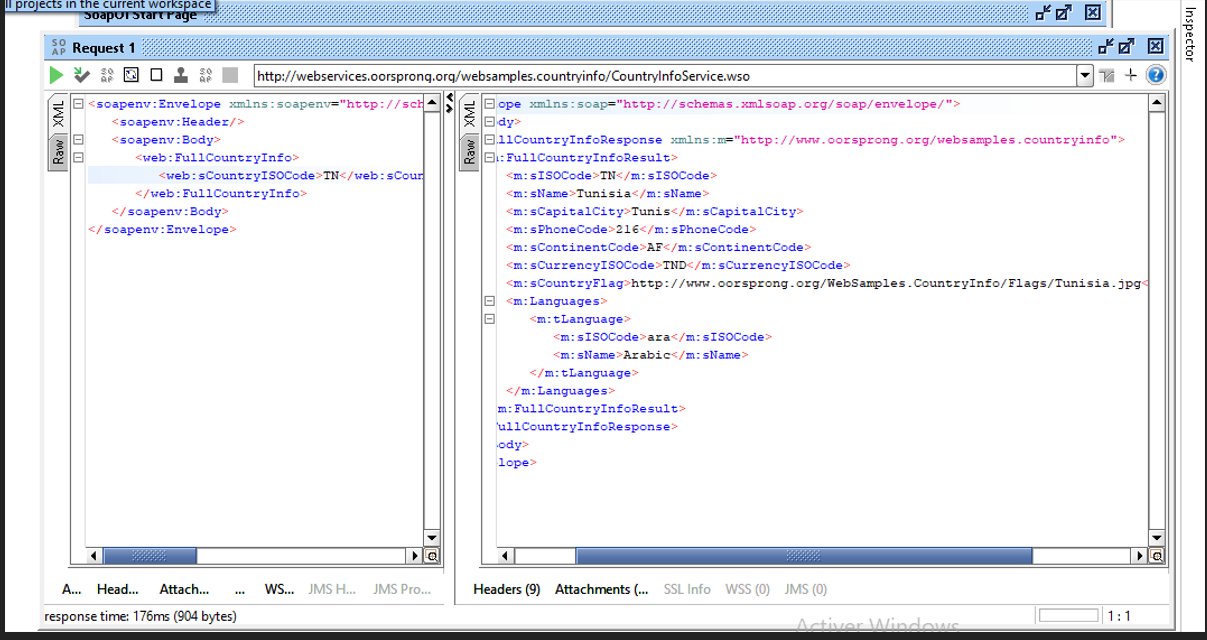 ll projects in the current workspace
SoapUI Start Page
SO AP Request 1
http://webservices.oorsprong.org/websamples.countryinfo/CountryInfoService.wso
Inspector
XML
Raw
<soapenv:Envelope xmlns:soapenv="http://sch
<soapenv:Header/>
<soapenv:Body>
<web:FullCountryInfo>
<web:sCountryISOCode>TN</web:sCoun
</web:FullCountryInfo>
</soapenv:Body>
</soapenv:Envelope>
XML
Raw
ope xmlns:soap="http://schemas.xmlsoap.org/soap/envelope/">
dy>
llCountryInfoResponse xmlns:m="http://www.oorsprong.org/websamples.countryinfo">
:FullCountryInfoResult>
<m:sISOCode>TN</m:sISOCode>
<m:sName>Tunisia</m:sName>
<m:sCapitalCity>Tunis</m:sCapitalCity>
<m:sPhoneCode>216</m:sPhoneCode>
<m:sContinentCode>AF</m:sContinentCode>
<m:sCurrencyISOCode>TND</m:sCurrencyISOCode>
<m:sCountryFlag>http://www.oorsprong.org/WebSamples.CountryInfo/Flags/Tunisia.jpg<
<m:Languages>
<m:tLanguage>
<m:sISOCode>ara</m:sISOCode>
<m:sName>Arabic</m:sName>
</m:tLanguage>
</m:Languages>
m:FullCountryInfoResult>
ullCountryInfoResponse>
ody>
lope>
A... Head... Attach... ... WS... JMS H... JMS Pro...
Headers (9) Attachments (... SSL Info WSS (0) JMS (0)
response time: 176ms (904 bytes)
1 : 1
Activer Windows